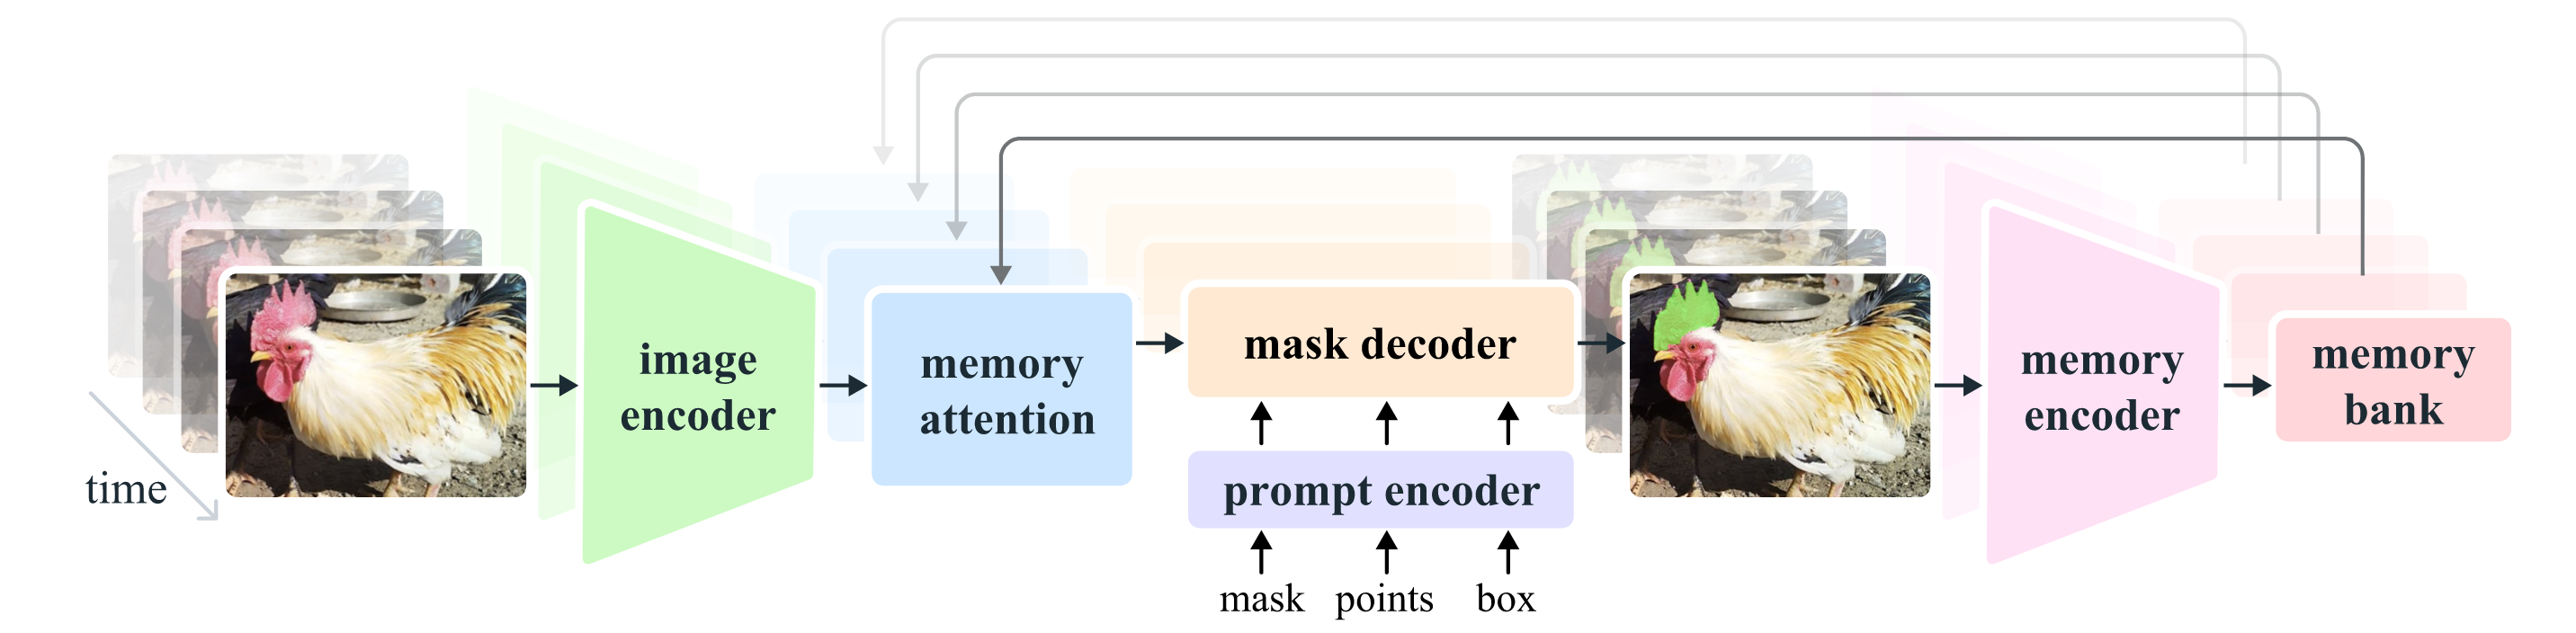 time
image
encoder
memory
attention
mask decoder
prompt encoder
mask points box
memory
encoder
memory
bank